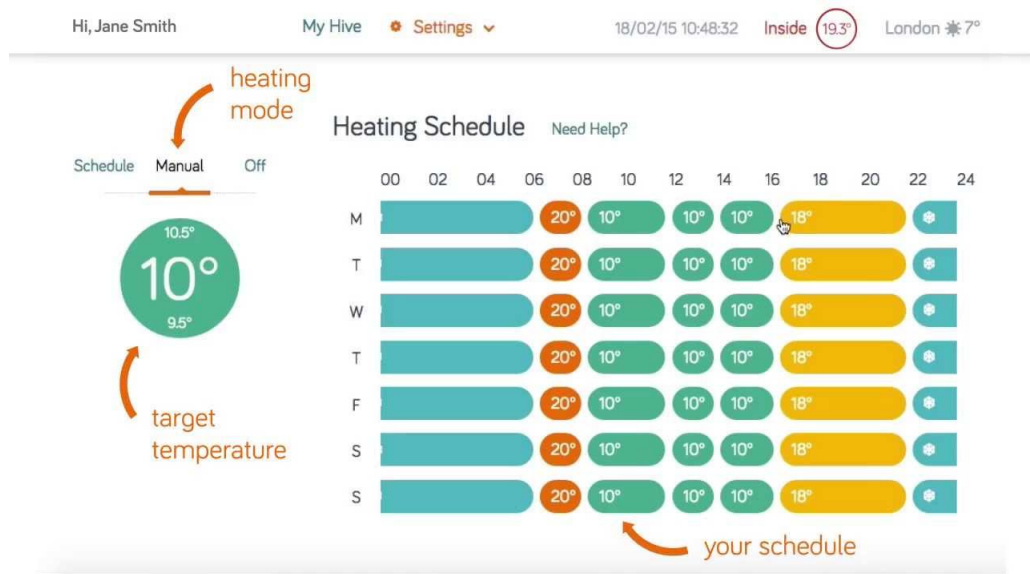 Hi, Jane Smith My Hive Settings 18/02/15 10:48:32 Inside 19.3° London 7°
heating
mode
Heating Schedule Need Help?
Schedule Manual Off
00 02 04 06 08 10 12 14 16 18 20 22 24
M 20° 10° 10° 10° 18°
10.5°
10°
9.5°
T 20° 10° 10° 10° 18°
W 20° 10° 10° 10° 18°
T 20° 10° 10° 10° 18°
F 20° 10° 10° 10° 18°
S 20° 10° 10° 10° 18°
S 20° 10° 10° 10° 18°
target
temperature
your schedule